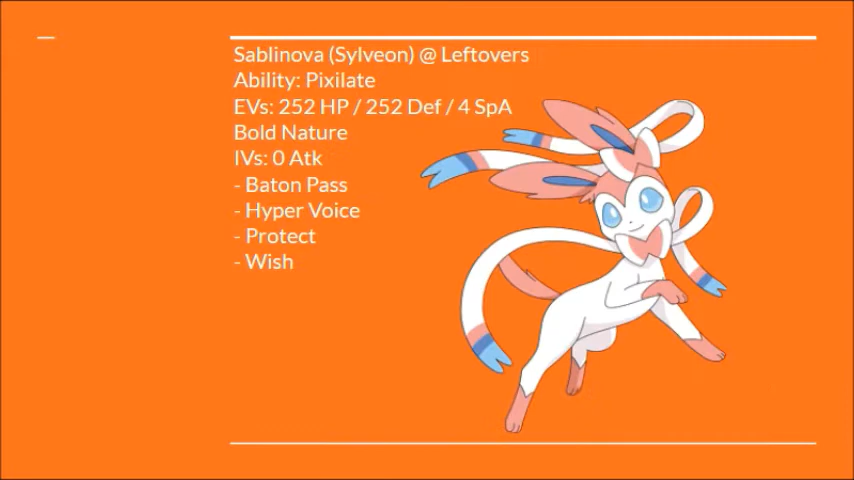 Sablinova (Sylveon) @ Leftovers
Ability: Pixilate
EVs: 252 HP / 252 Def / 4 SpA
Bold Nature
IVs: 0 Atk
- Baton Pass
- Hyper Voice
- Protect
- Wish